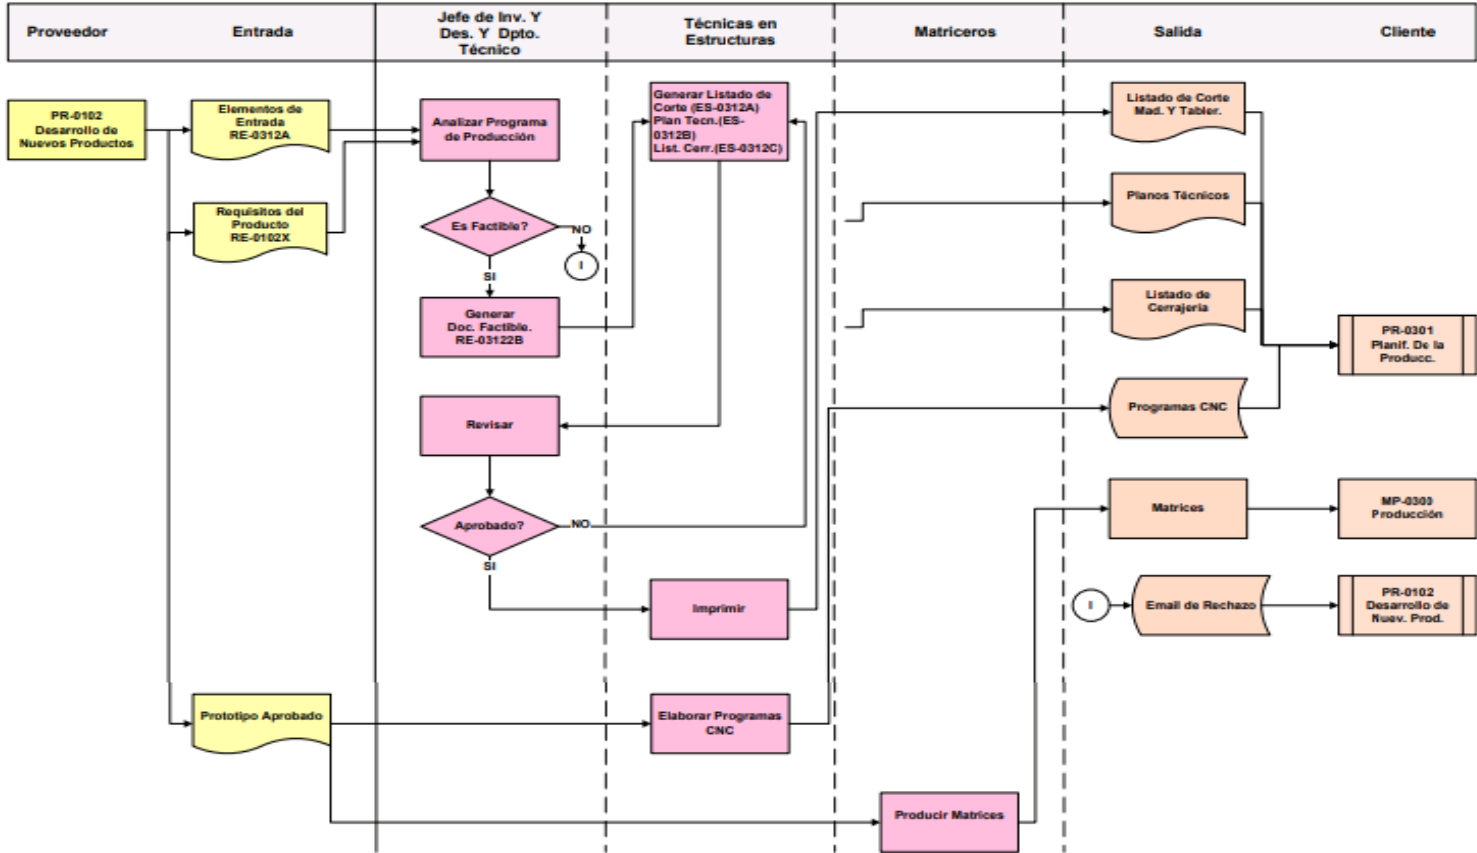 Proveedor
Entrada
Jefe de Inv. Y
Des. Y Dpto.
Técnico
Técnicas en
Estructuras
Matriceros
Salida
Cliente
PR-0102
Desarrollo de
Nuevos Productos
Elementos de
Entrada
RE-0312A
Analizar Programa
de Producción
Generar Listado de
Corte (ES-0312A)
Plan Tecn.(ES-
0312B)
List. Cerr.(ES-0312C)
Listado de Corte
Mad. Y Tabler.
Requisitos del
Producto
RE-0102X
Es Factible?
NO
I
SI
Planos Técnicos
Generar
Doc. Factible.
RE-03122B
Listado de
Cerrajería
PR-0301
Planif. De la
Producc.
Revisar
Programas CNC
Aprobado?
NO
SI
Matrices
MP-0300
Producción
Imprimir
I
Email de Rechazo
PR-0102
Desarrollo de
Nuev. Prod.
Prototipo Aprobado
Elaborar Programas
CNC
Producir Matrices